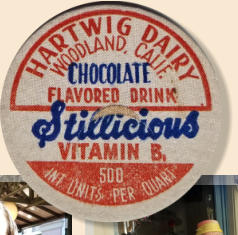 HARTWIG DAIRY
WOODLAND, CALIF.
CHOCOLATE
FLAVORED DRINK
Stillicious
VITAMIN B₁
500
INT. UNITS PER QUART